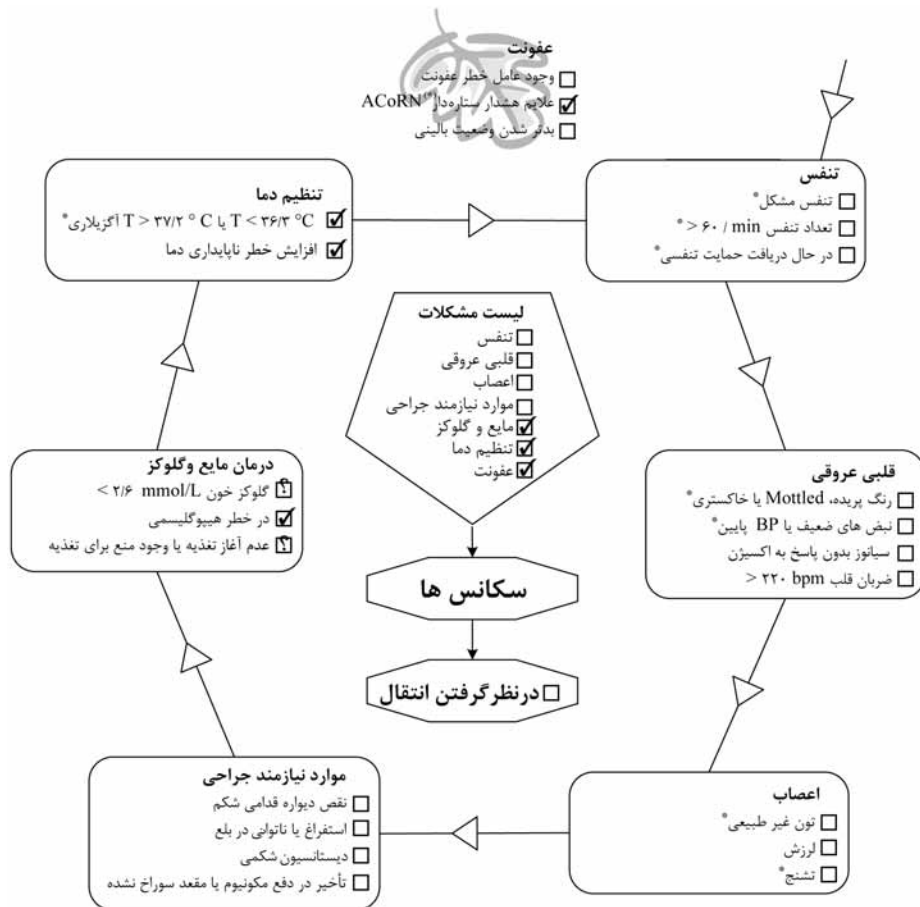 عفونت
☐ وجود عامل خطر عفونت
☑ علایم هشدار ستاره‌دار(*) ACoRN
☐ بدتر شدن وضعیت بالینی
تنفس
☐ تنفس مشکل*
☐ تعداد تنفس ۶۰ / min < *
☐ در حال دریافت حمایت تنفسی*
قلبی عروقی
☐ رنگ پریده، Mottled یا خاکستری*
☐ نبض های ضعیف یا BP پایین*
☐ سیانوز بدون پاسخ به اکسیژن
☐ ضربان قلب ۲۲۰ bpm <
اعصاب
☐ تون غیر طبیعی*
☐ لرزش
☐ تشنج*
موارد نیازمند جراحی
☐ نقص دیواره قدامی شکم
☐ استفراغ یا ناتوانی در بلع
☐ دیستانسیون شکمی
☐ تأخیر در دفع مکونیوم یا مقعد سوراخ نشده
درمان مایع وگلوکز
⍰ گلوکز خون ۲/۶ mmol/L >
☑ در خطر هیپوگلیسمی
⍰ عدم آغاز تغذیه یا وجود منع برای تغذیه
تنظیم دما
☑ T < ۳۶/۳ °C یا T > ۳۷/۲ ° C آگزیلاری*
☑ افزایش خطر ناپایداری دما
لیست مشکلات
☐ تنفس
☐ قلبی عروقی
☐ اعصاب
☐ موارد نیازمند جراحی
☑ مایع و گلوکز
☑ تنظیم دما
☑ عفونت
سکانس ها
☐ درنظرگرفتن انتقال